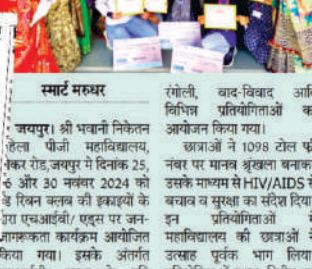 स्मार्ट मरुधर
जयपुर। श्री भवानी निकेतन
महिला पीजी महाविद्यालय,
रोड,जयपुर मे दिनांक 25,
और 30 नवंबर 2024 को
रिबन क्लब की इकाइयों के
एचआईवी/ एड्स पर जन-
जागरूकता कार्यक्रम आयोजित
किया गया। इसके अंतर्गत
रंगोली, वाद-विवाद आदि
विभिन्न प्रतियोगिताओं का
आयोजन किया गया।
छात्राओं ने 1098 टोल फ्री
नंबर पर मानव श्रृंखला बनाकर
उसके माध्यम से HIV/AIDS से
बचाव व सुरक्षा का संदेश दिया।
इन प्रतियोगिताओं में
महाविद्यालय की छात्राओं ने
उत्साह पूर्वक भाग लिया।